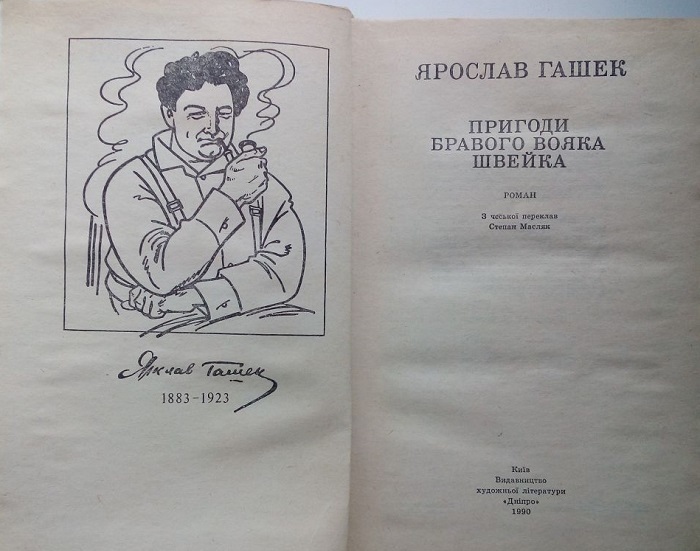 Ярослав Гашек
1883–1923
ЯРОСЛАВ ГАШЕК
ПРИГОДИ
БРАВОГО ВОЯКА
ШВЕЙКА
РОМАН
З чеської переклав
Степан Масляк
Київ
Видавництво
художньої літератури
«Дніпро»
1990